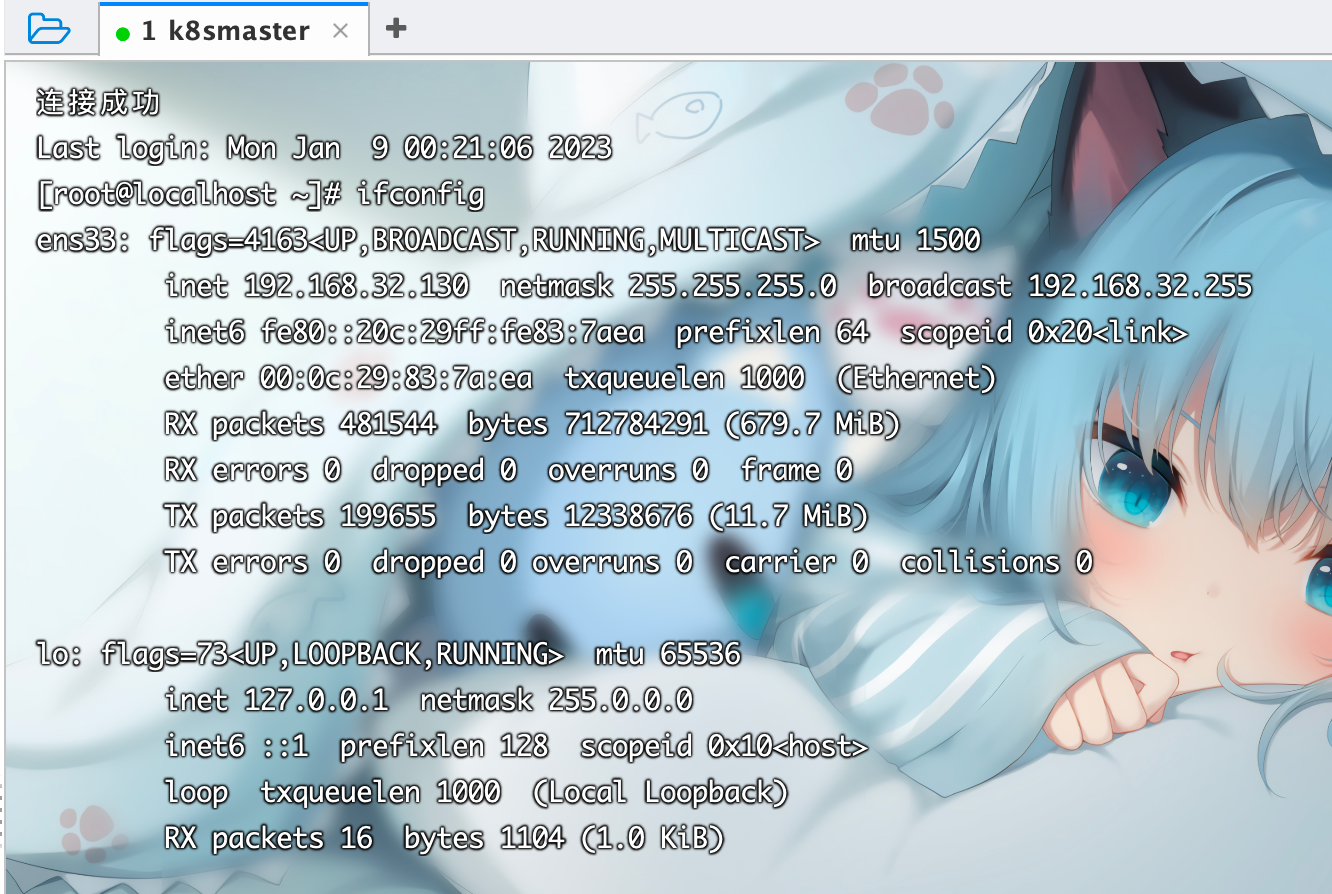 1 k8smaster
连接成功
Last login: Mon Jan  9 00:21:06 2023
[root@localhost ~]# ifconfig
ens33: flags=4163<UP,BROADCAST,RUNNING,MULTICAST>  mtu 1500
        inet 192.168.32.130  netmask 255.255.255.0  broadcast 192.168.32.255
        inet6 fe80::20c:29ff:fe83:7aea  prefixlen 64  scopeid 0x20<link>
        ether 00:0c:29:83:7a:ea  txqueuelen 1000  (Ethernet)
        RX packets 481544  bytes 712784291 (679.7 MiB)
        RX errors 0  dropped 0  overruns 0  frame 0
        TX packets 199655  bytes 12338676 (11.7 MiB)
        TX errors 0  dropped 0 overruns 0  carrier 0  collisions 0

lo: flags=73<UP,LOOPBACK,RUNNING>  mtu 65536
        inet 127.0.0.1  netmask 255.0.0.0
        inet6 ::1  prefixlen 128  scopeid 0x10<host>
        loop  txqueuelen 1000  (Local Loopback)
        RX packets 16  bytes 1104 (1.0 KiB)